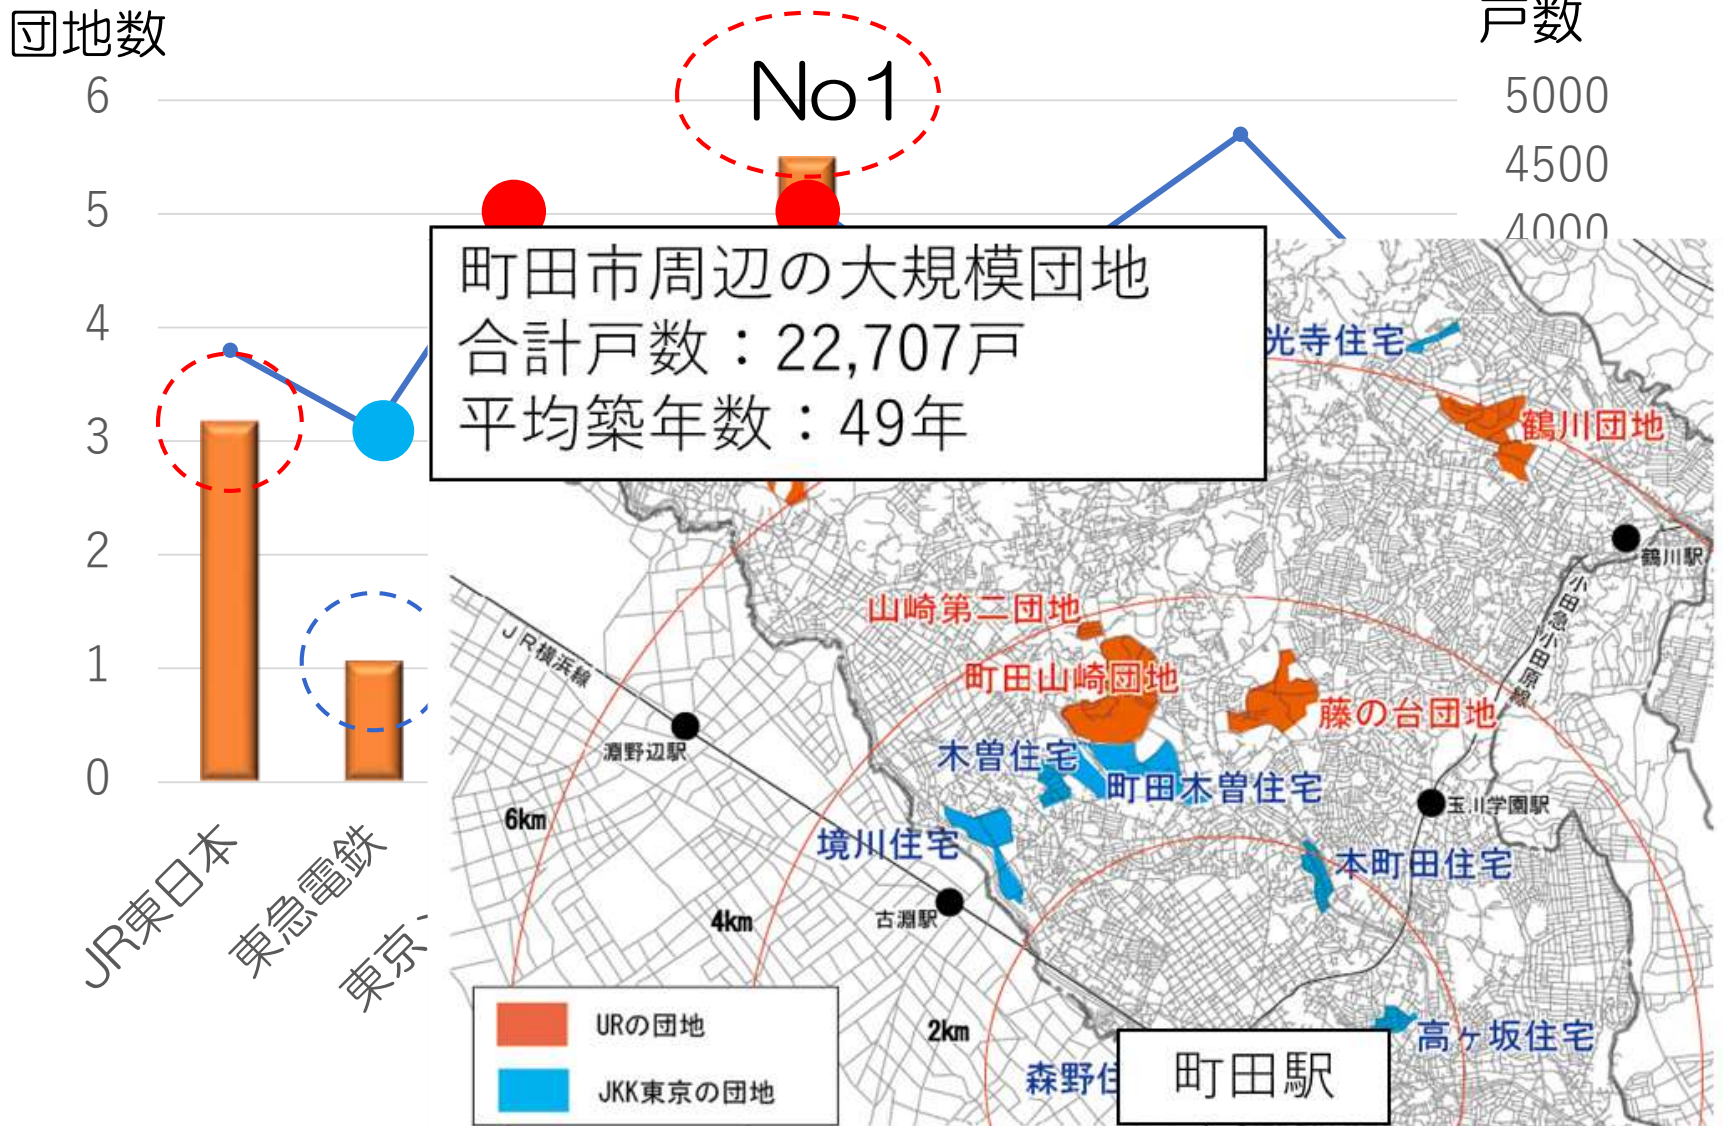 団地数
戸数
No1
6
5
4
3
2
1
0
5000
4500
4000
町田市周辺の大規模団地
合計戸数：22,707戸
平均築年数：49年
光寺住宅
鶴川団地
鶴川駅
小田急小田原線
山崎第二団地
JR横浜線
町田山崎団地
藤の台団地
淵野辺駅
木曽住宅
町田木曽住宅
玉川学園駅
6km
境川住宅
本町田住宅
古淵駅
4km
2km
高ヶ坂住宅
森野住
町田駅
URの団地
JKK東京の団地
JR東日本
東急電鉄
東京